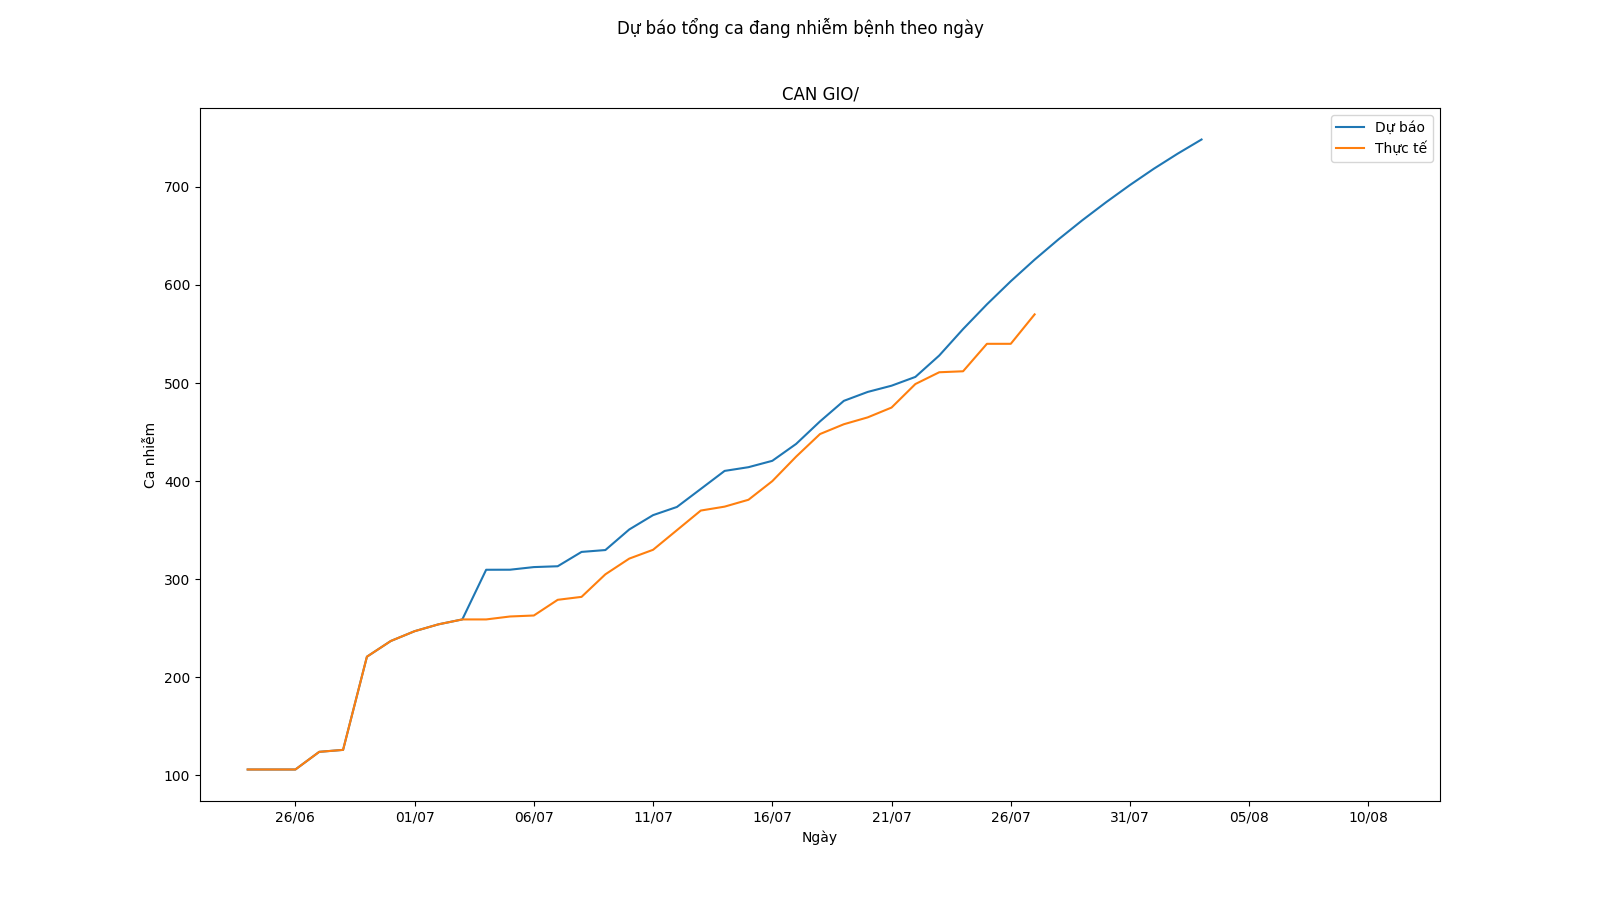 Dự báo tổng ca đang nhiễm bệnh theo ngày
CAN GIO/
Dự báo
Thực tế
700
600
500
400
300
200
100
Ca nhiễm
26/06
01/07
06/07
11/07
16/07
21/07
26/07
31/07
05/08
10/08
Ngày